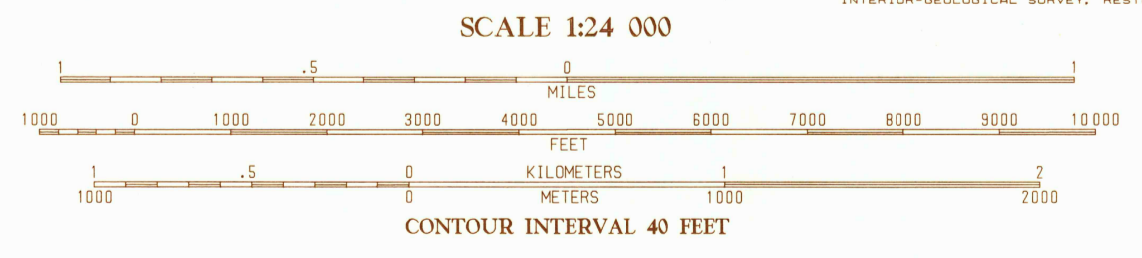 INTERIOR-GEOLOGICAL SURVEY, REST
SCALE 1:24 000
1 .5 0 1
MILES
1000 0 1000 2000 3000 4000 5000 6000 7000 8000 9000 10 000
FEET
1 .5 0 KILOMETERS 1 2
1000 0 METERS 1000 2000
CONTOUR INTERVAL 40 FEET